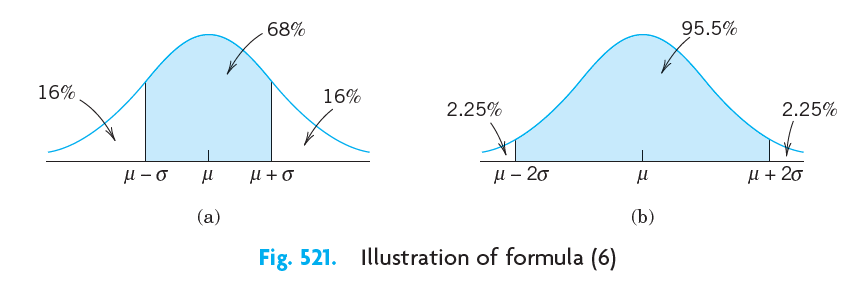 68%
16%
16%
μ – σ μ μ + σ
(a)
95.5%
2.25%
2.25%
μ – 2σ μ μ + 2σ
(b)
Fig. 521. Illustration of formula (6)